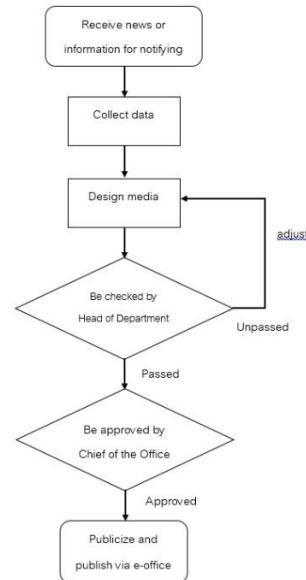 Receive news or
information for notifying
Collect data
Design media
adjust
Be checked by
Head of Department
Unpassed
Passed
Be approved by
Chief of the Office
Approved
Publicize and
publish via e-office